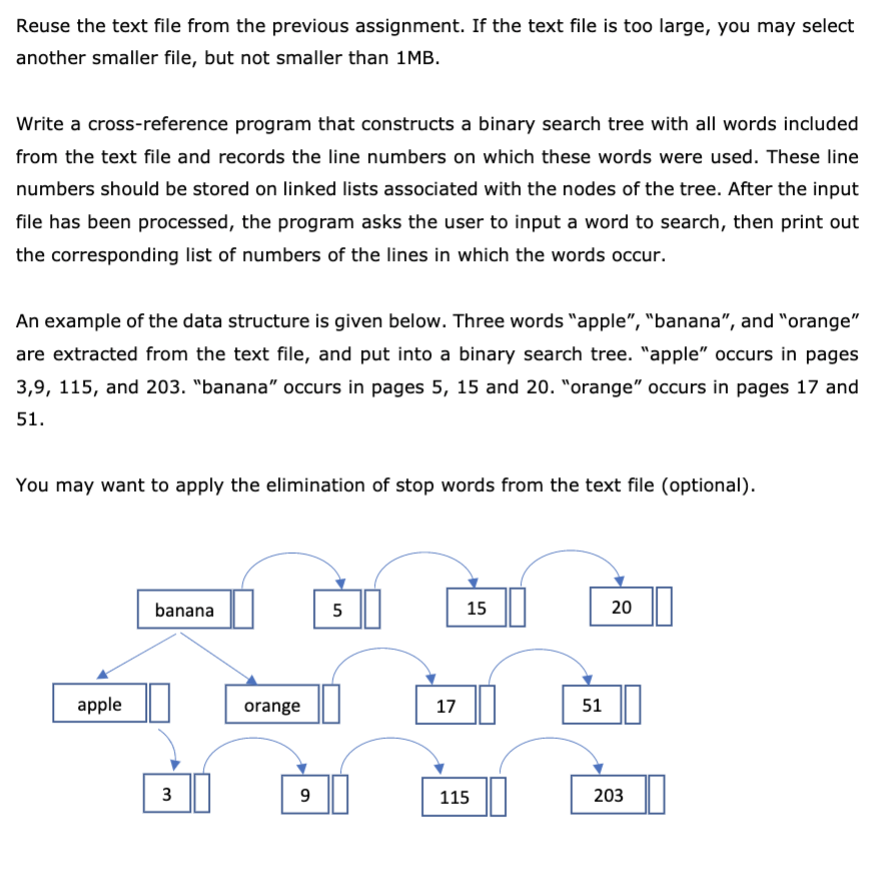 Reuse the text file from the previous assignment. If the text file is too large, you may select
another smaller file, but not smaller than 1MB.
Write a cross-reference program that constructs a binary search tree with all words included
from the text file and records the line numbers on which these words were used. These line
numbers should be stored on linked lists associated with the nodes of the tree. After the input
file has been processed, the program asks the user to input a word to search, then print out
the corresponding list of numbers of the lines in which the words occur.
An example of the data structure is given below. Three words “apple”, “banana”, and “orange”
are extracted from the text file, and put into a binary search tree. “apple” occurs in pages
3,9, 115, and 203. “banana” occurs in pages 5, 15 and 20. “orange” occurs in pages 17 and
51.
You may want to apply the elimination of stop words from the text file (optional).
banana 5 15 20
apple orange 17 51
3 9 115 203